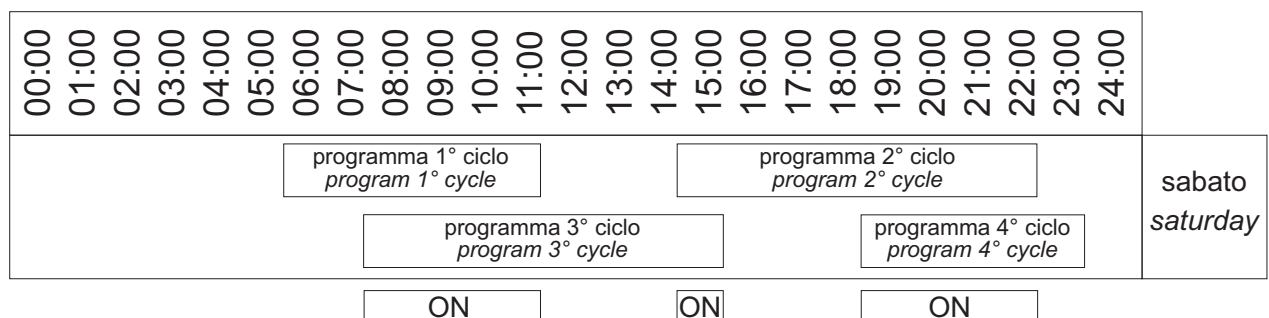 00:00 01:00 02:00 03:00 04:00 05:00 06:00 07:00 08:00 09:00 10:00 11:00 12:00 13:00 14:00 15:00 16:00 17:00 18:00 19:00 20:00 21:00 22:00 23:00 24:00
programma 1° ciclo
program 1° cycle
programma 2° ciclo
program 2° cycle
programma 3° ciclo
program 3° cycle
programma 4° ciclo
program 4° cycle
sabato
saturday
ON ON ON